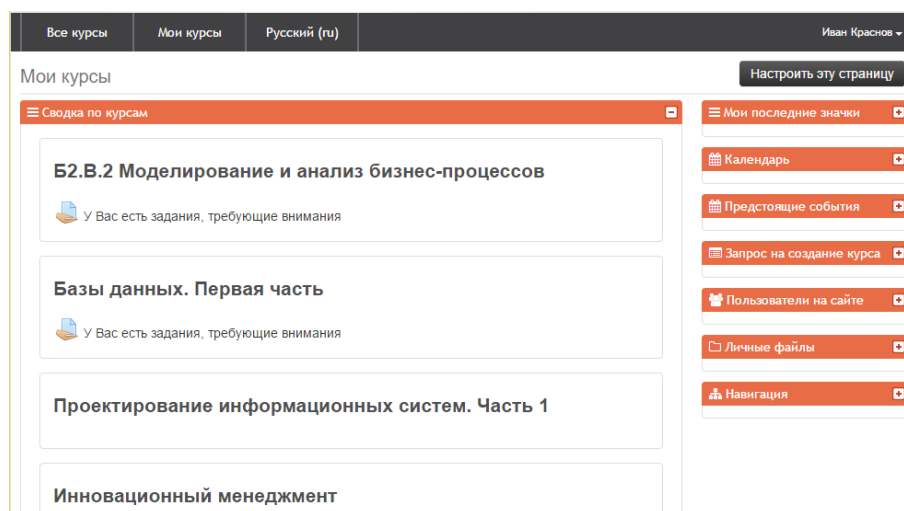 Все курсы Мои курсы Русский (ru) Иван Краснов
Мои курсы Настроить эту страницу
Сводка по курсам
Б2.В.2 Моделирование и анализ бизнес-процессов
У Вас есть задания, требующие внимания
Базы данных. Первая часть
У Вас есть задания, требующие внимания
Проектирование информационных систем. Часть 1
Инновационный менеджмент
Мои последние значки
Календарь
Предстоящие события
Запрос на создание курса
Пользователи на сайте
Личные файлы
Навигация